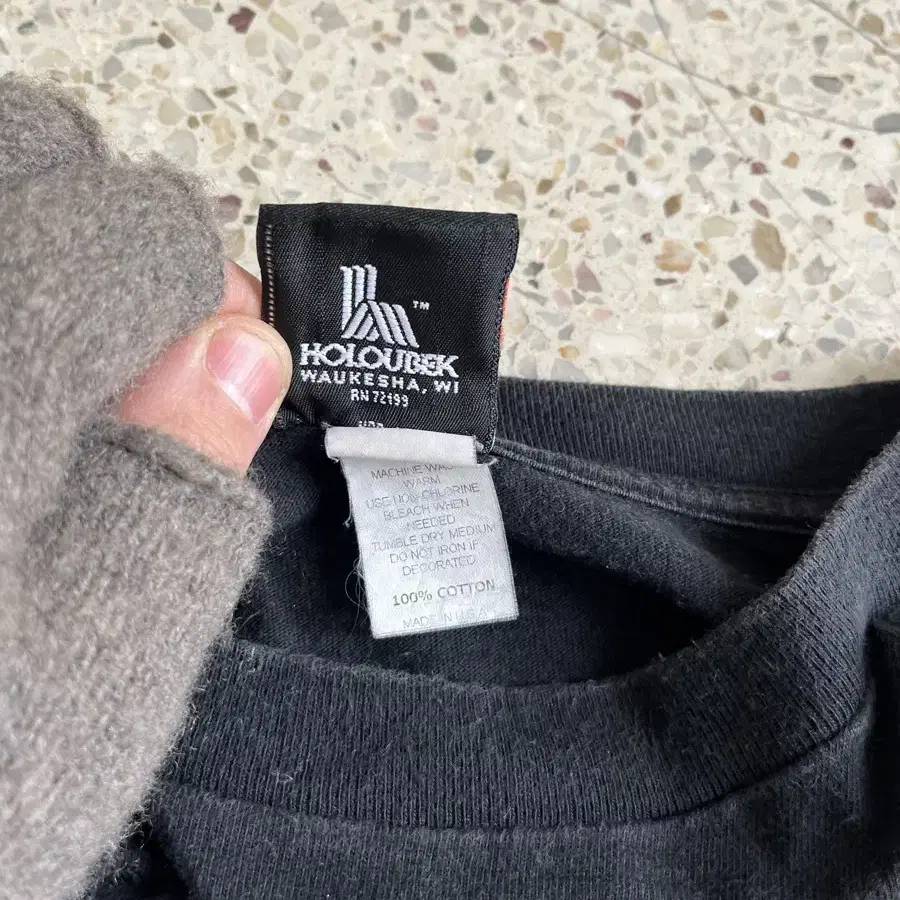 ™
HOLOUBEK
WAUKESHA, WI
RN 72199
MACHINE
WARM
USE NON-CHLORINE
BLEACH WHEN
NEEDED
TUMBLE DRY MEDIUM
DO NOT IRON IF
DECORATED
100% COTTON
MADE IN U.S.A.